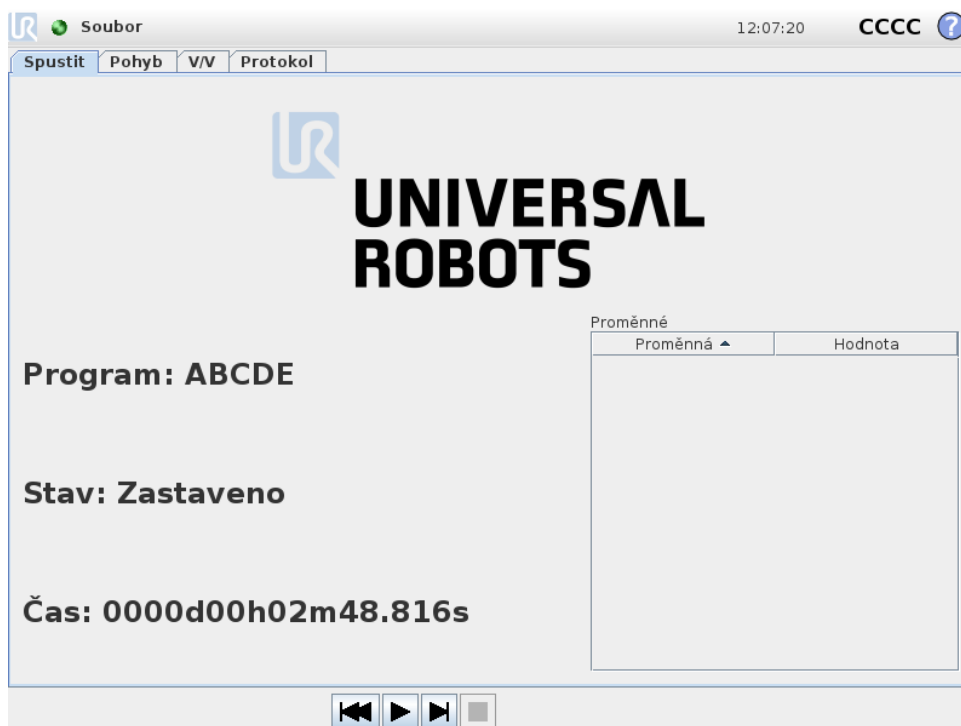 Soubor 12:07:20 CCCC ?
Spustit Pohyb V/V Protokol
UNIVERSAL
ROBOTS
Proměnné
Proměnná Hodnota
Program: ABCDE
Stav: Zastaveno
Čas: 0000d00h02m48.816s